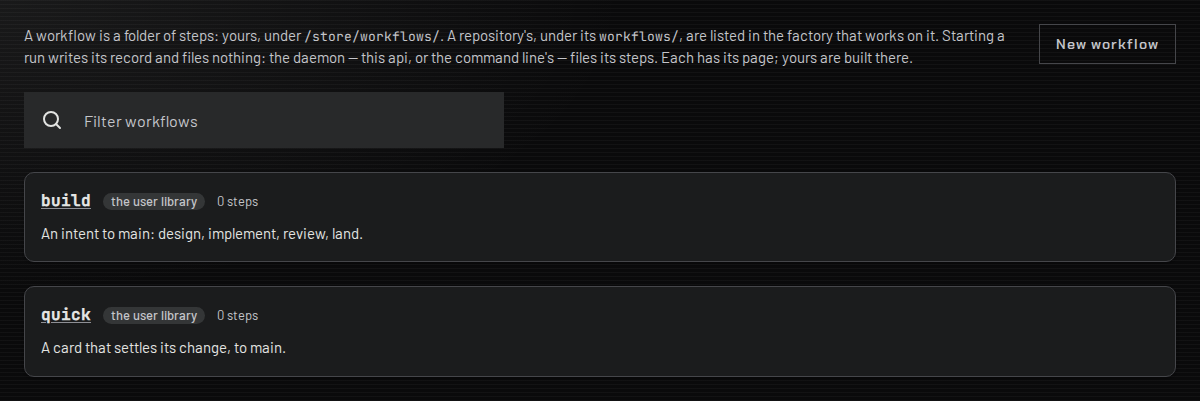 A workflow is a folder of steps: yours, under /store/workflows/. A repository's, under its workflows/, are listed in the factory that works on it. Starting a
run writes its record and files nothing: the daemon — this api, or the command line's — files its steps. Each has its page; yours are built there.
New workflow
Filter workflows
build the user library 0 steps
An intent to main: design, implement, review, land.
quick the user library 0 steps
A card that settles its change, to main.